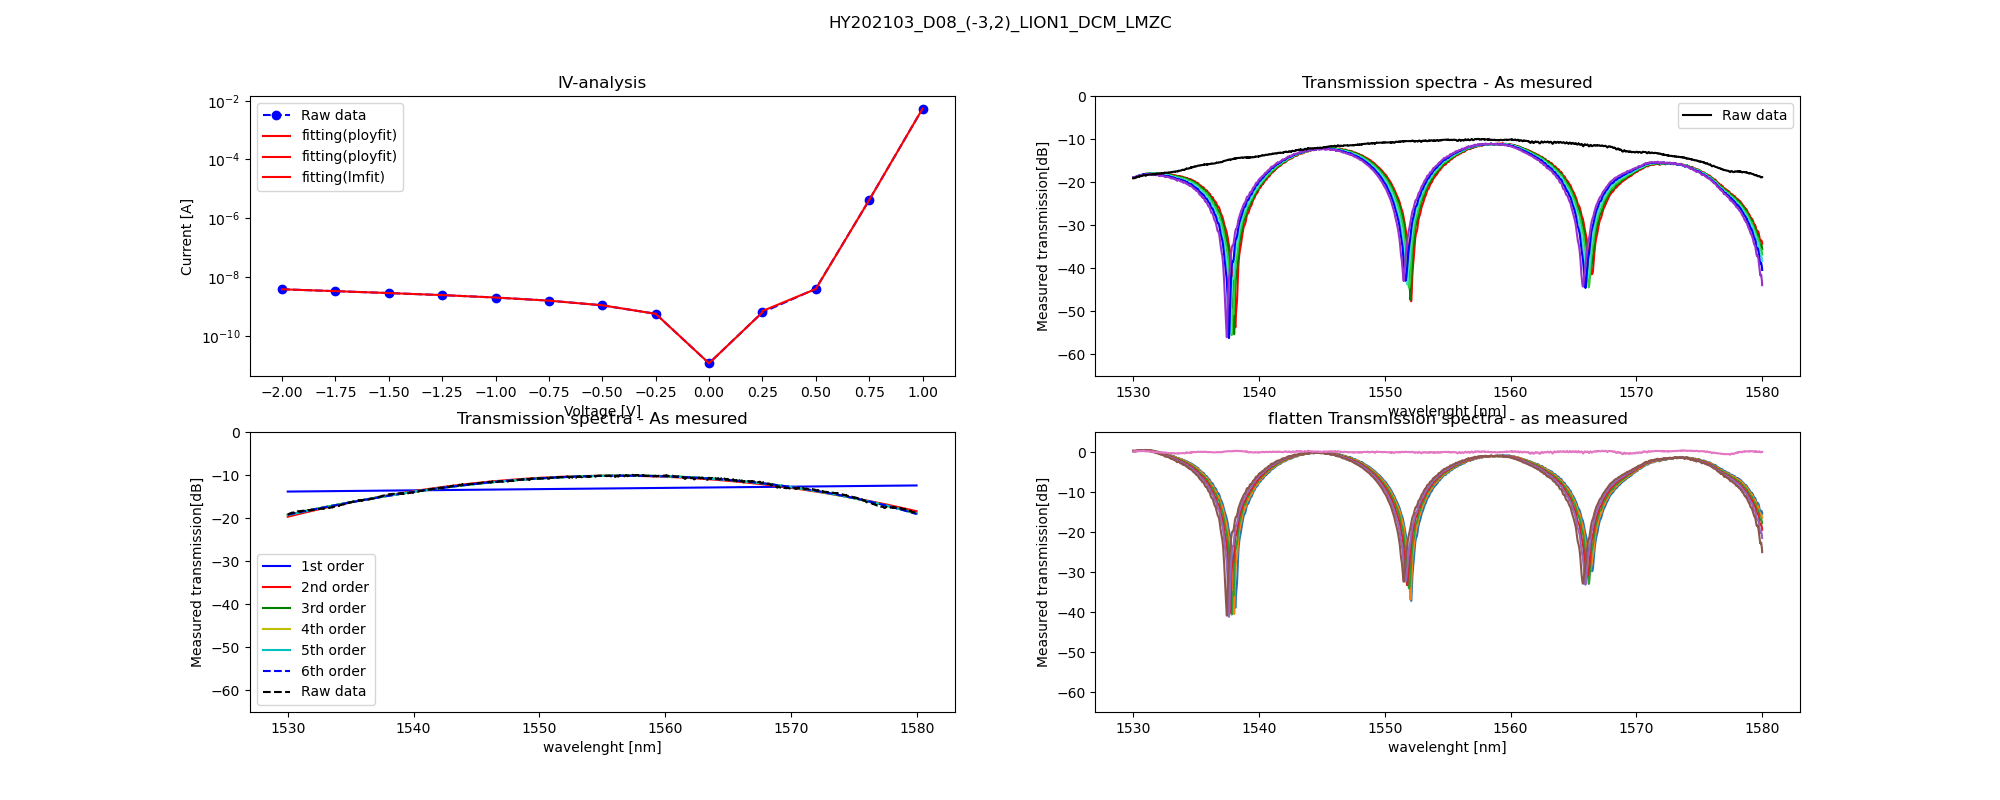 HY202103_D08_(-3,2)_LION1_DCM_LMZC
IV-analysis
10⁻²
10⁻⁴
10⁻⁶
10⁻⁸
10⁻¹⁰
Current [A]
Raw data
fitting(ployfit)
fitting(ployfit)
fitting(lmfit)
−2.00 −1.75 −1.50 −1.25 −1.00 −0.75 −0.50 −0.25 0.00 0.25 0.50 0.75 1.00
Voltage [V]
Transmission spectra - As mesured
0
−10
−20
−30
−40
−50
−60
Measured transmission[dB]
Raw data
1530 1540 1550 1560 1570 1580
wavelenght [nm]
Transmission spectra - As mesured
0
−10
−20
−30
−40
−50
−60
Measured transmission[dB]
1st order
2nd order
3rd order
4th order
5th order
6th order
Raw data
1530 1540 1550 1560 1570 1580
wavelenght [nm]
flatten Transmission spectra - as measured
0
−10
−20
−30
−40
−50
−60
Measured transmission[dB]
1530 1540 1550 1560 1570 1580
wavelenght [nm]